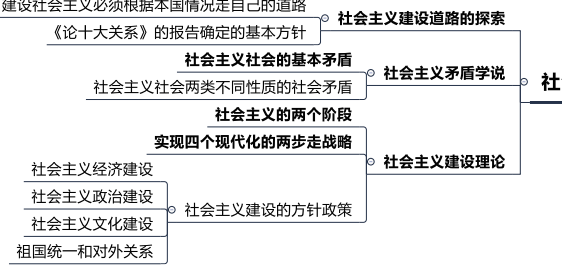 建设社会主义必须根据本国情况走自己的道路
社会主义建设道路的探索
《论十大关系》的报告确定的基本方针
社会主义社会的基本矛盾
社会主义矛盾学说
社会主义社会两类不同性质的社会矛盾
社
社会主义的两个阶段
实现四个现代化的两步走战略
社会主义建设理论
社会主义经济建设
社会主义政治建设
社会主义建设的方针政策
社会主义文化建设
祖国统一和对外关系